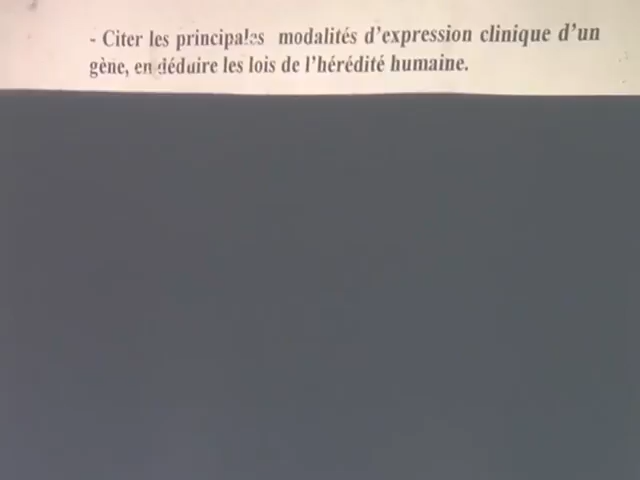 - Citer les principales modalités d'expression clinique d'un
gène, en déduire les lois de l'hérédité humaine.